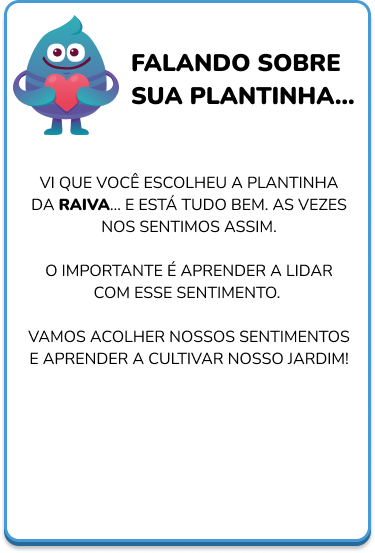 FALANDO SOBRE
SUA PLANTINHA...
VI QUE VOCÊ ESCOLHEU A PLANTINHA
DA RAIVA... E ESTÁ TUDO BEM. AS VEZES
NOS SENTIMOS ASSIM.
O IMPORTANTE É APRENDER A LIDAR
COM ESSE SENTIMENTO.
VAMOS ACOLHER NOSSOS SENTIMENTOS
E APRENDER A CULTIVAR NOSSO JARDIM!